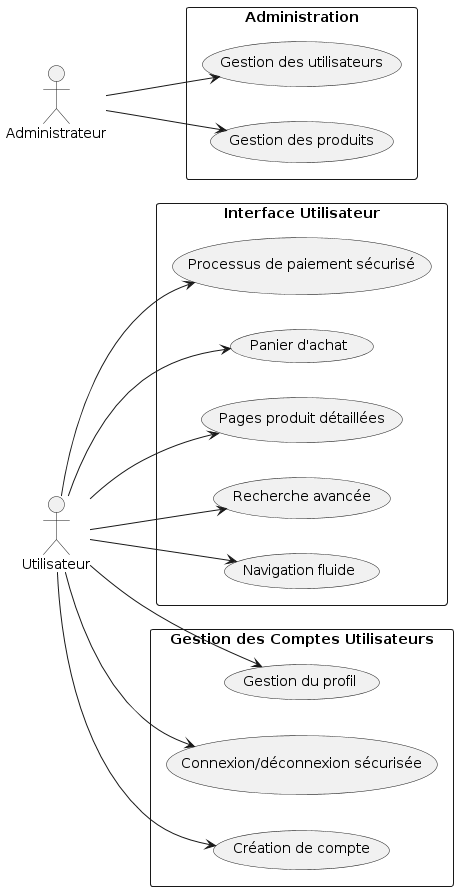 Administration
Gestion des utilisateurs
Administrateur
Gestion des produits
Interface Utilisateur
Processus de paiement sécurisé
Panier d'achat
Pages produit détaillées
Recherche avancée
Utilisateur
Navigation fluide
Gestion des Comptes Utilisateurs
Gestion du profil
Connexion/déconnexion sécurisée
Création de compte